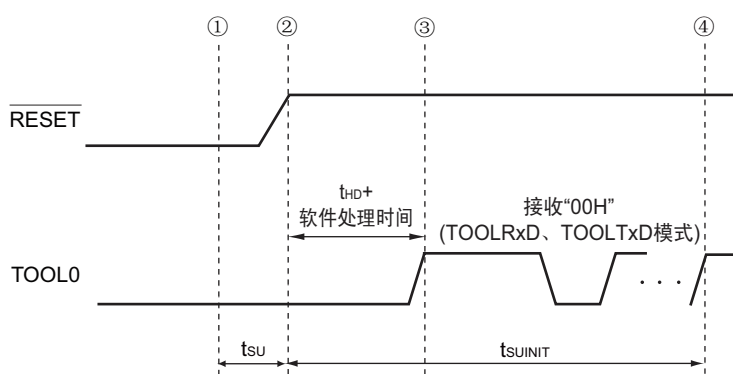 ① ② ③ ④
RESET
tHD+
软件处理时间
接收“00H”
(TOOLRxD、TOOLTxD模式)
TOOL0
. . .
tSU
tSUINIT